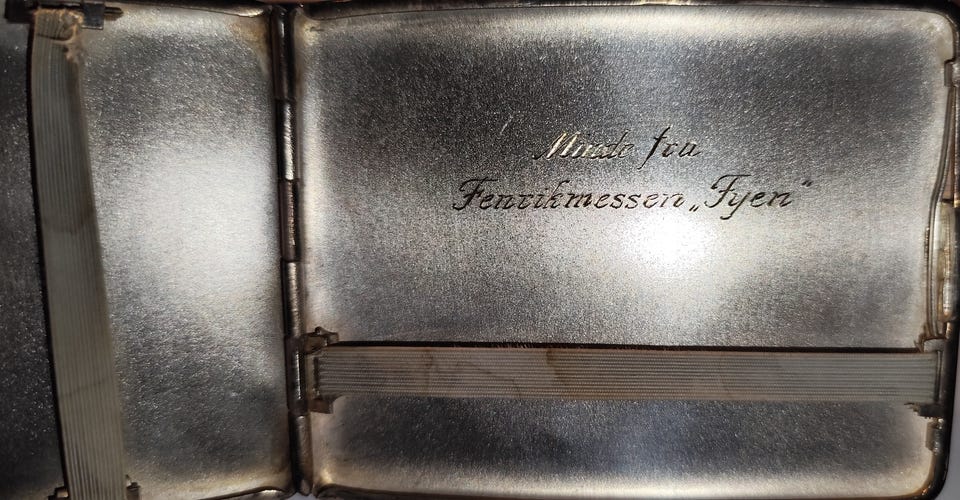 Minde fra
Fenrikmessen „Fyen“